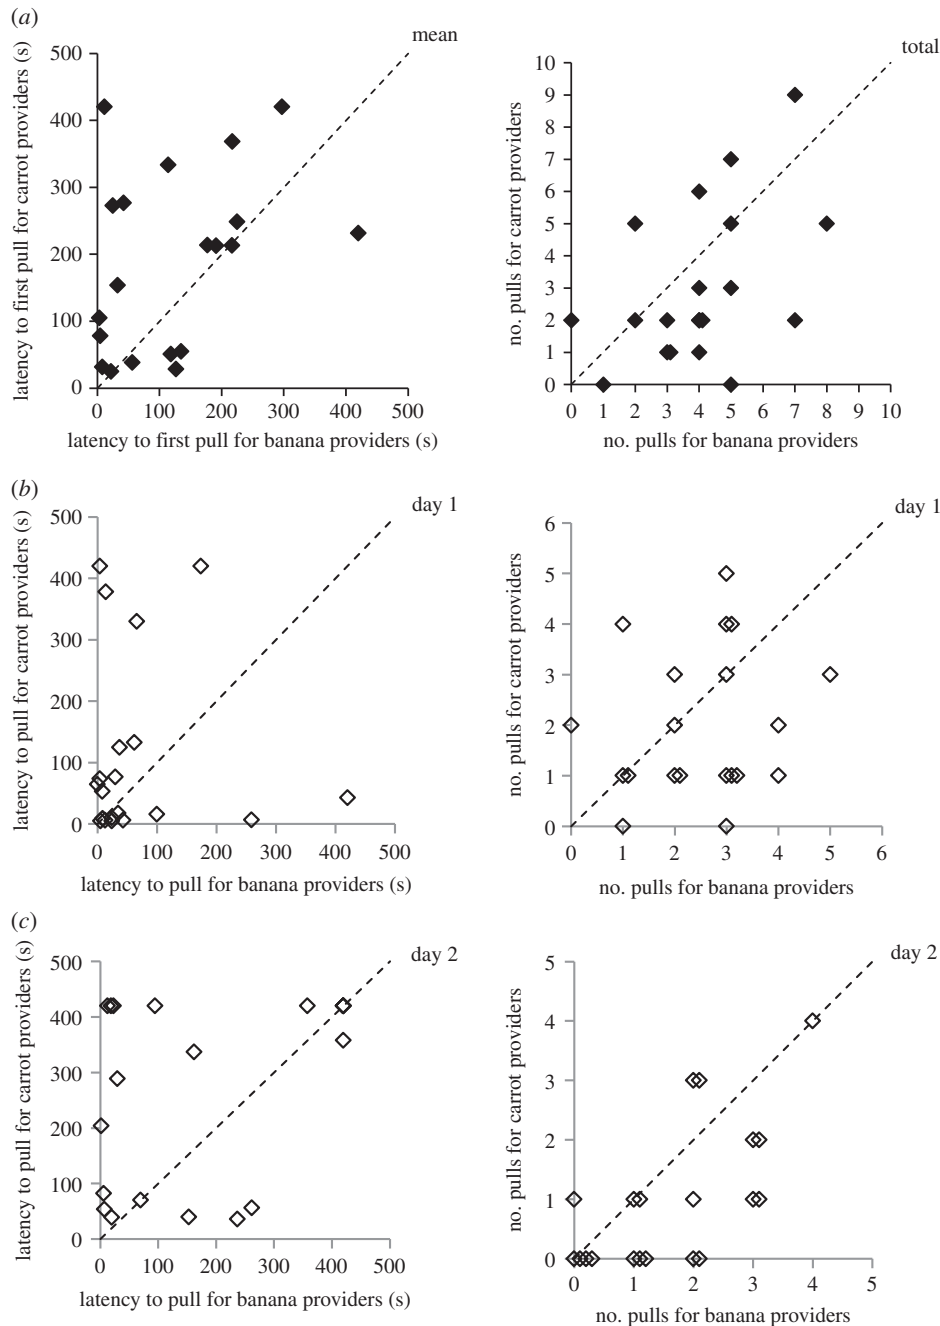 (a)
mean
latency to first pull for carrot providers (s)
500
400
300
200
100
0
0 100 200 300 400 500
latency to first pull for banana providers (s)
total
no. pulls for carrot providers
10
9
8
7
6
5
4
3
2
1
0
0 1 2 3 4 5 6 7 8 9 10
no. pulls for banana providers
(b)
day 1
latency to pull for carrot providers (s)
500
400
300
200
100
0
0 100 200 300 400 500
latency to pull for banana providers (s)
day 1
no. pulls for carrot providers
6
5
4
3
2
1
0
0 1 2 3 4 5 6
no. pulls for banana providers
(c)
day 2
latency to pull for carrot providers (s)
500
400
300
200
100
0
0 100 200 300 400 500
latency to pull for banana providers (s)
day 2
no. pulls for carrot providers
5
4
3
2
1
0
0 1 2 3 4 5
no. pulls for banana providers